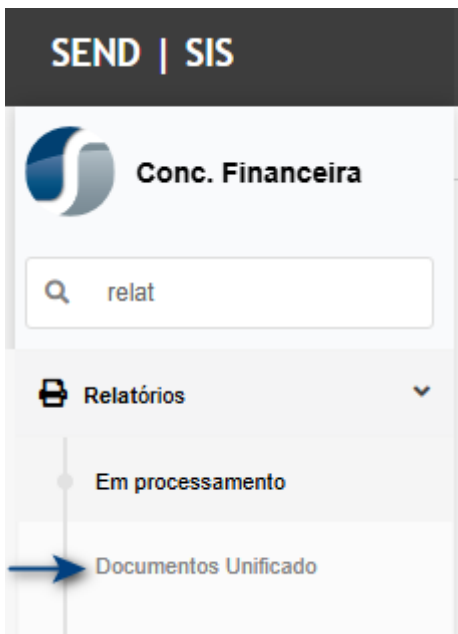 SEND | SIS
Conc. Financeira
relat
Relatórios
Em processamento
Documentos Unificado